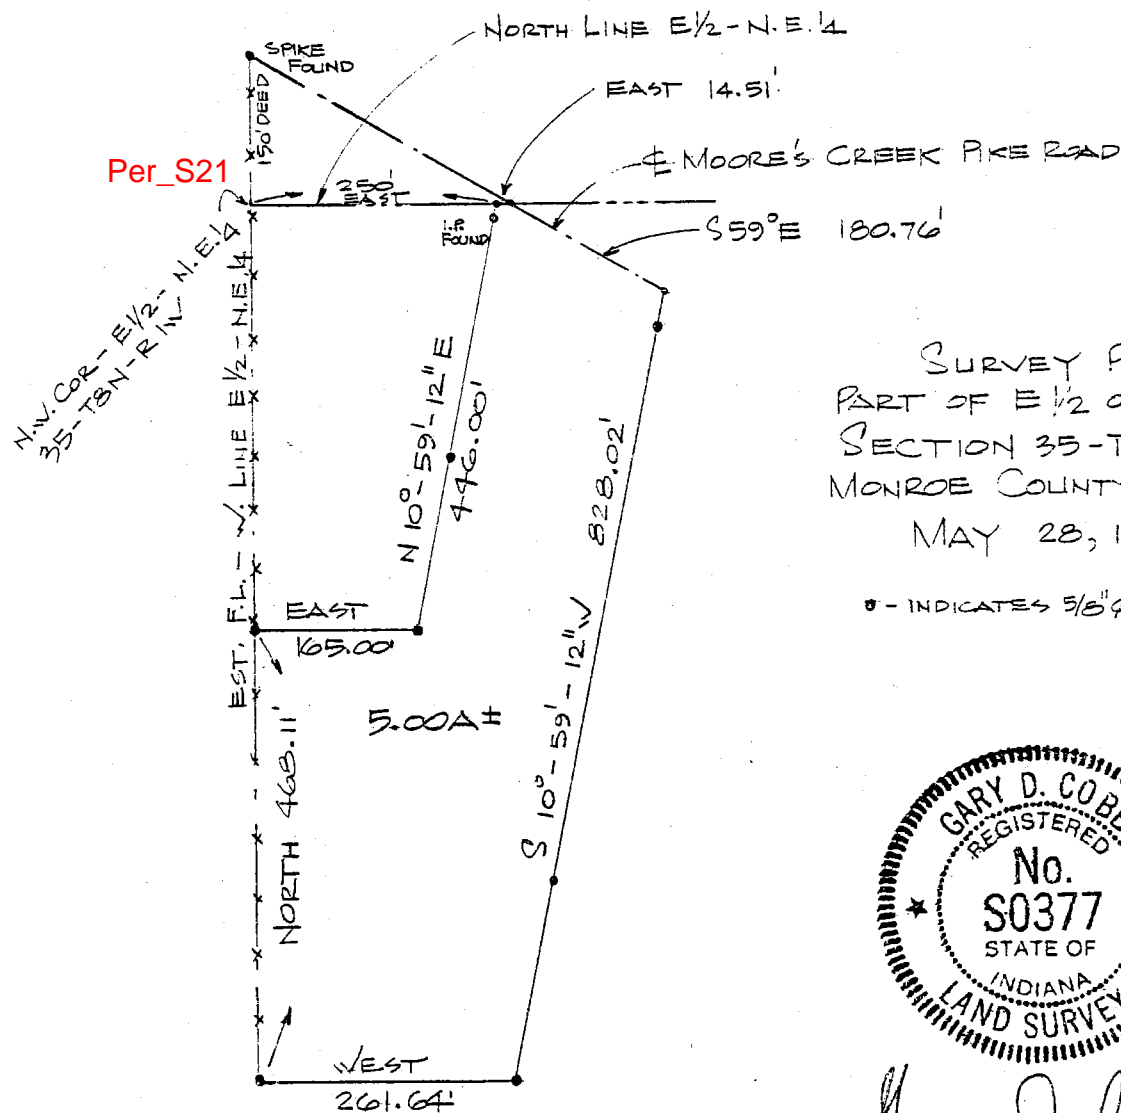 NORTH LINE E1/2-N.E.1/4
SPIKE
FOUND
EAST 14.51'
150' DEED
℄ MOORE'S CREEK PIKE ROAD
Per_S21
250'
EAST
I.P.
FOUND
S59°E 180.76'
N.W. COR - E1/2 - N.E.1/4
35-T8N-R1W
EST. F.L. - W. LINE E1/2-N.E.1/4
N 10°-59'-12" E
446.00'
828.02'
S 10°-59'-12" W
SURVEY P
PART OF E1/2 O
SECTION 35-T
MONROE COUNTY
MAY 28, 1
- INDICATES 5/8"
EAST
165.00'
5.00A±
NORTH 468.11'
GARY D. COBB
REGISTERED
No.
S0377
STATE OF
INDIANA
LAND SURVEY
WEST
261.64'